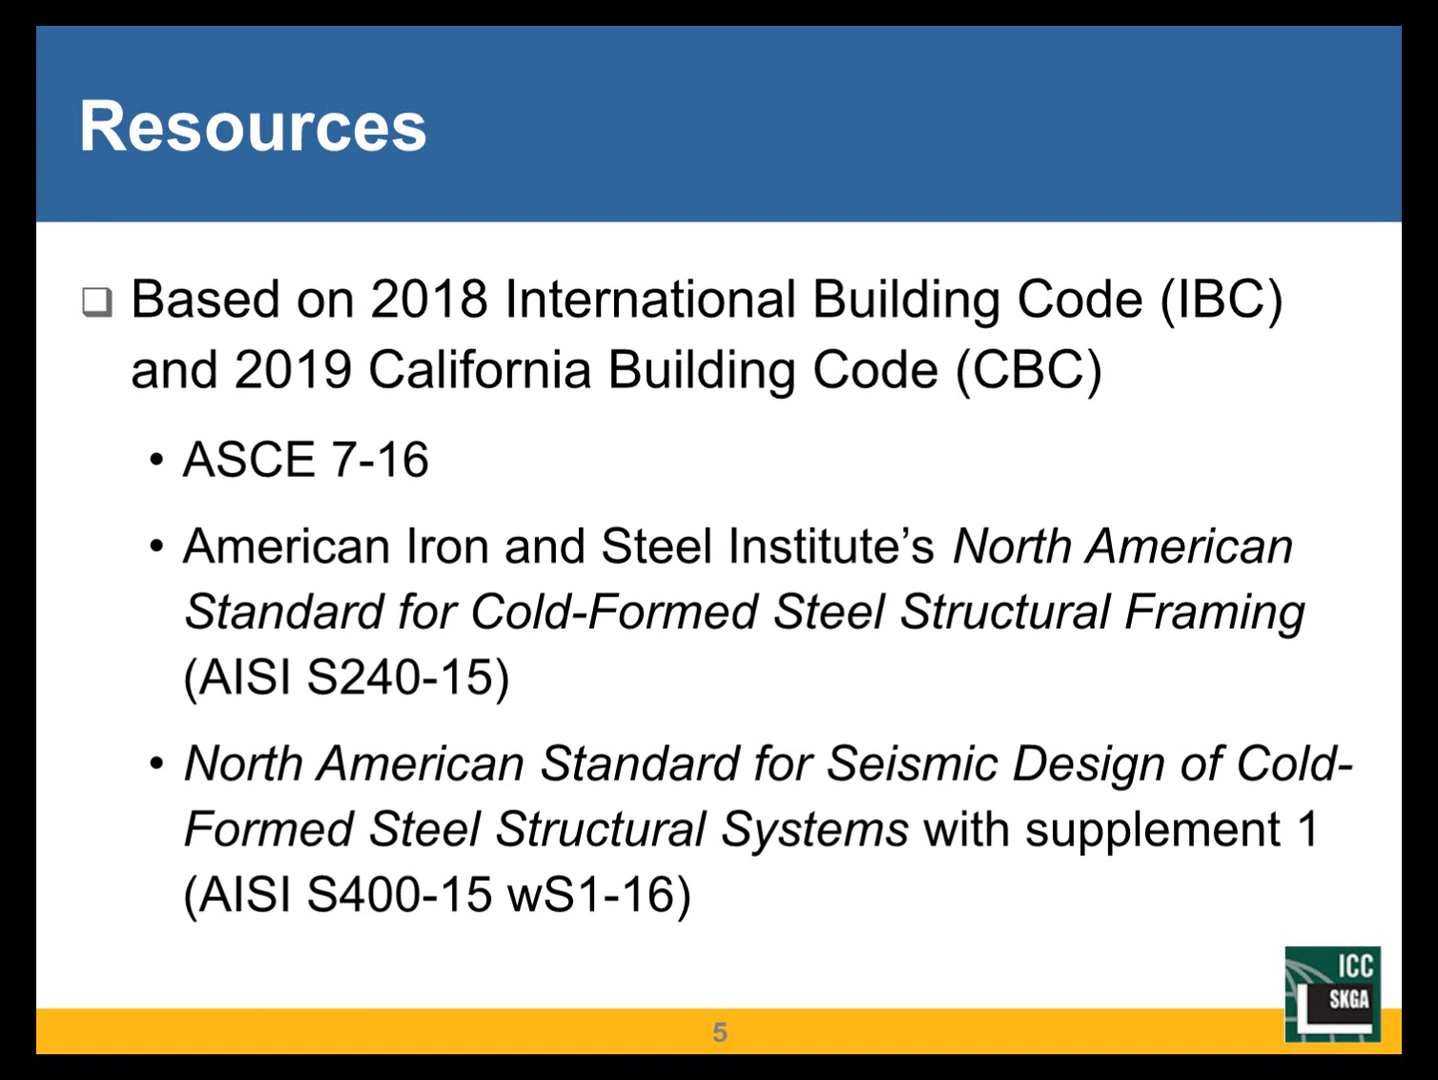 Resources
Based on 2018 International Building Code (IBC)
and 2019 California Building Code (CBC)
• ASCE 7-16
• American Iron and Steel Institute’s North American
Standard for Cold-Formed Steel Structural Framing
(AISI S240-15)
• North American Standard for Seismic Design of Cold-
Formed Steel Structural Systems with supplement 1
(AISI S400-15 wS1-16)
ICC
SKGA
5